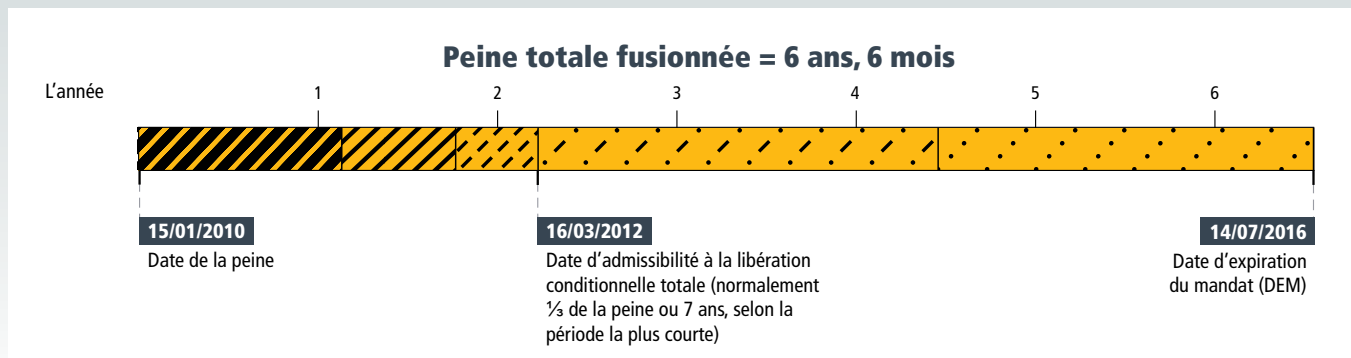 Peine totale fusionnée = 6 ans, 6 mois
L'année 1 2 3 4 5 6
15/01/2010
Date de la peine
16/03/2012
Date d'admissibilité à la libération
conditionnelle totale (normalement
⅓ de la peine ou 7 ans, selon la
période la plus courte)
14/07/2016
Date d'expiration
du mandat (DEM)